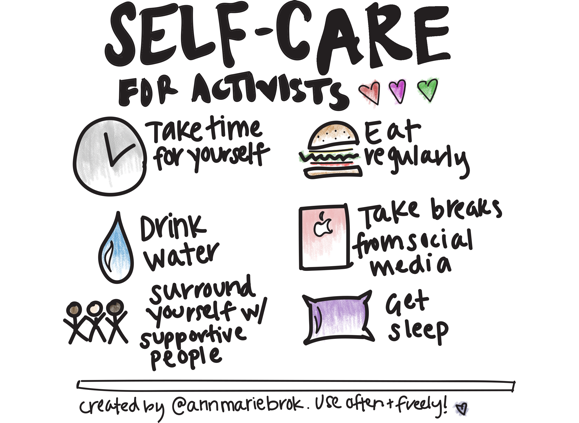 SELF-CARE
FOR ACTIVISTS
Take time
for yourself
Eat
regularly
Drink
water
Take breaks
from social
media
surround
yourself w/
supportive
people
Get
sleep
created by @annmariebrok. Use often + freely!